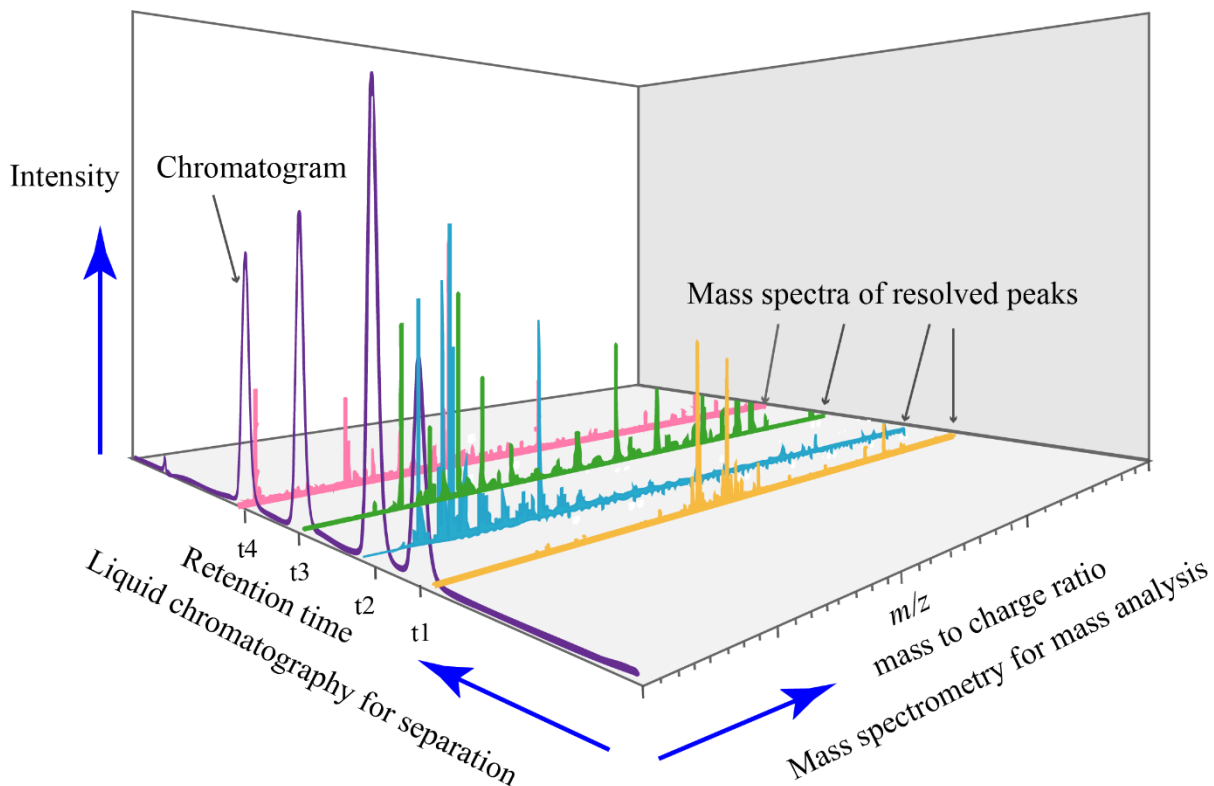 Intensity
Chromatogram
Mass spectra of resolved peaks
t4
t3
t2
t1
Retention time
Liquid chromatography for separation
m/z
mass to charge ratio
Mass spectrometry for mass analysis